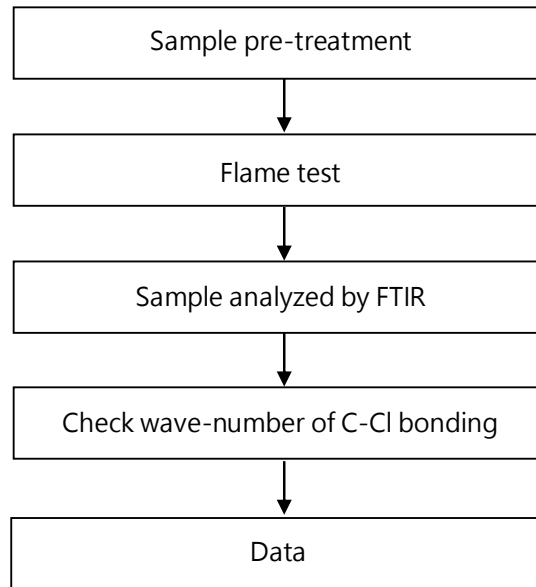 Sample pre-treatment
Flame test
Sample analyzed by FTIR
Check wave-number of C-Cl bonding
Data